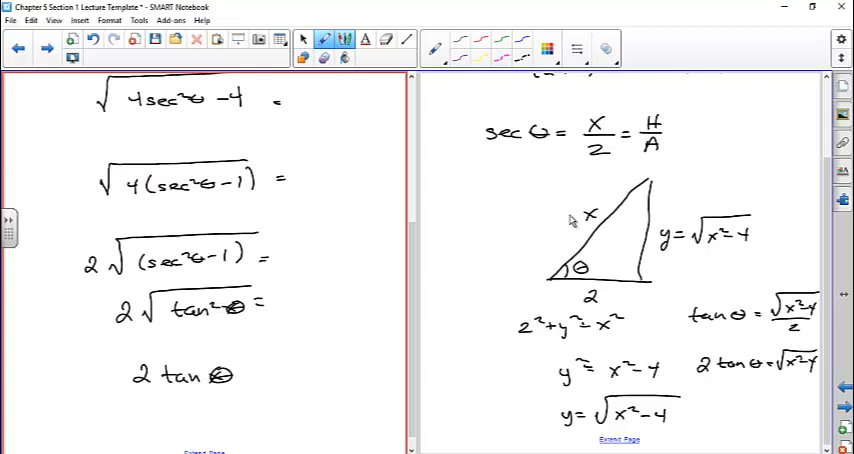 Chapter 5 Section 1 Lecture Template * - SMART Notebook
File Edit View Insert Format Tools Add-ons Help
√(4sec²θ - 4) =
√(4(sec²θ - 1)) =
2√((sec²θ - 1)) =
2√(tan²θ) =
2 tan θ
Extend Page
sec θ = x/2 = H/A
x
y = √(x² - 4)
θ
2
2² + y² = x²
tan θ = √(x² - 4)/2
y² = x² - 4
2 tan θ = √(x² - 4)
y = √(x² - 4)
Extend Page